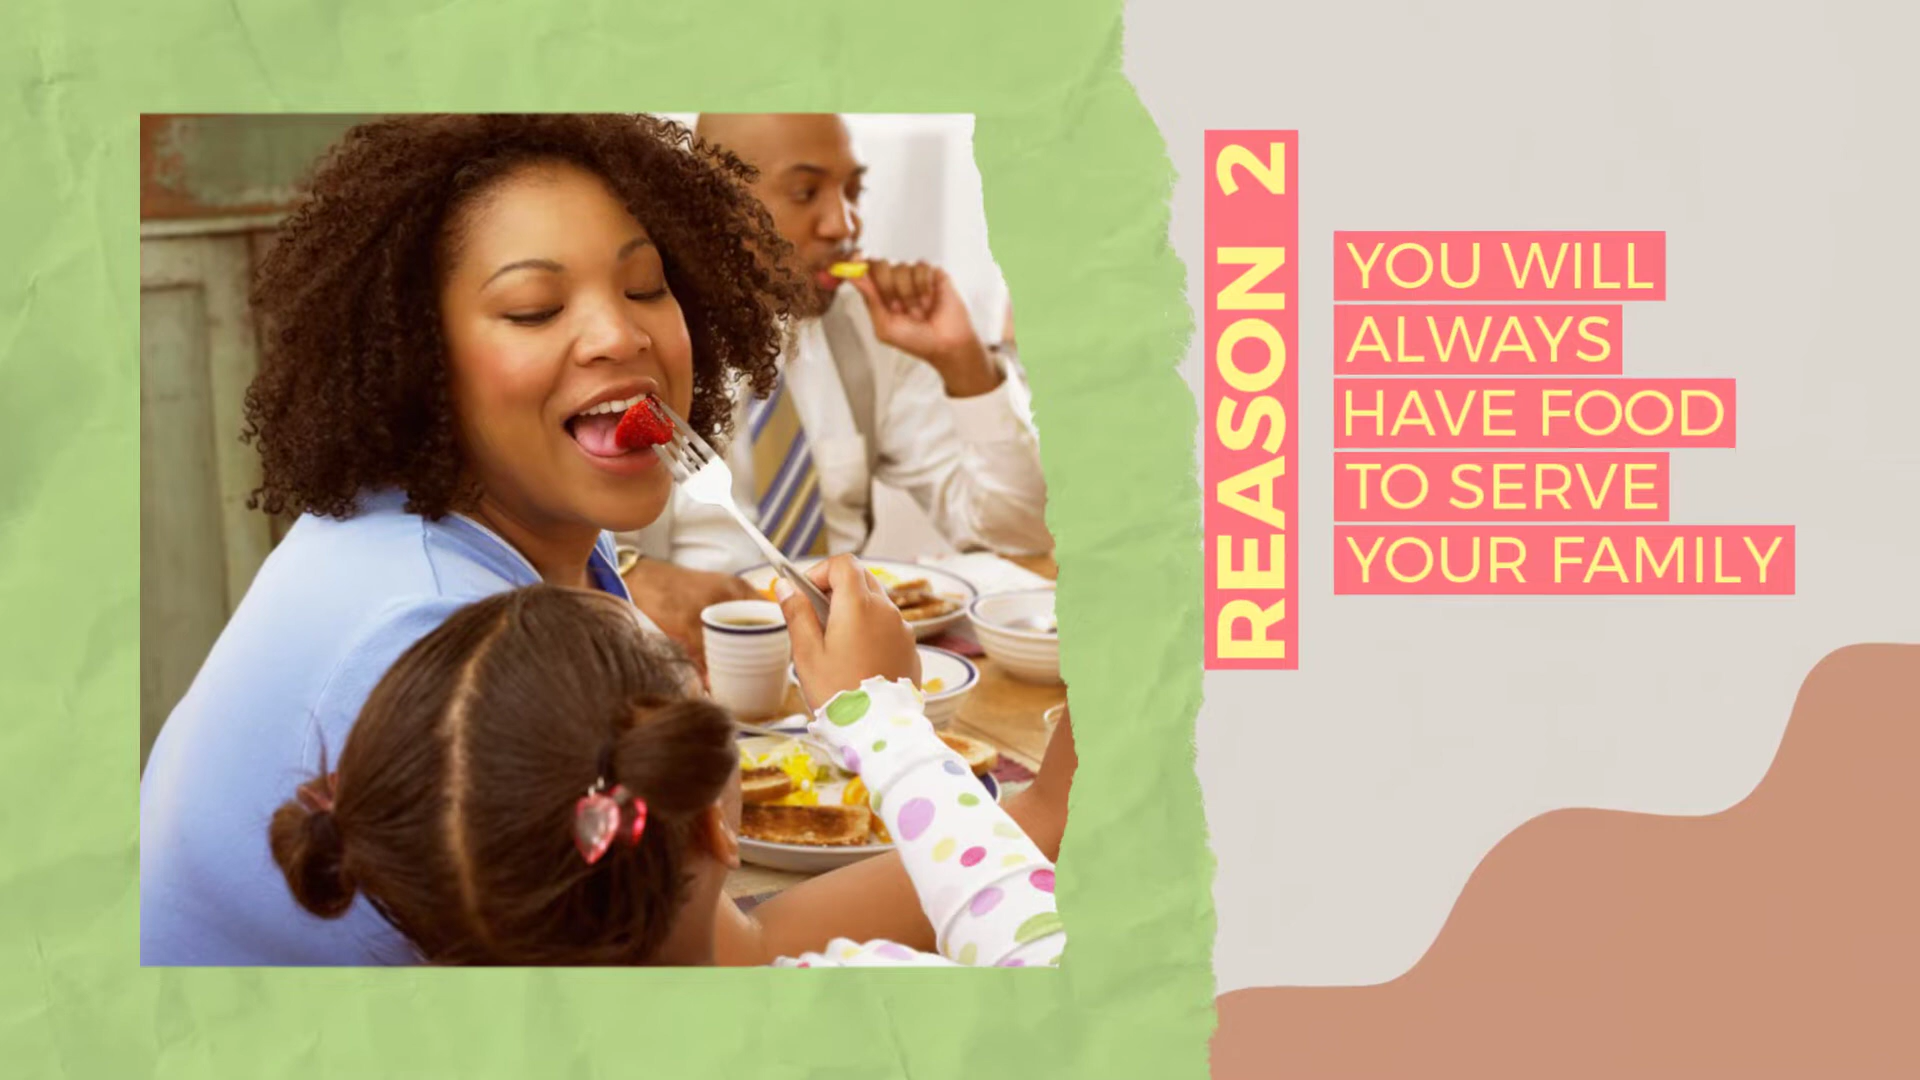 REASON 2
YOU WILL
ALWAYS
HAVE FOOD
TO SERVE
YOUR FAMILY